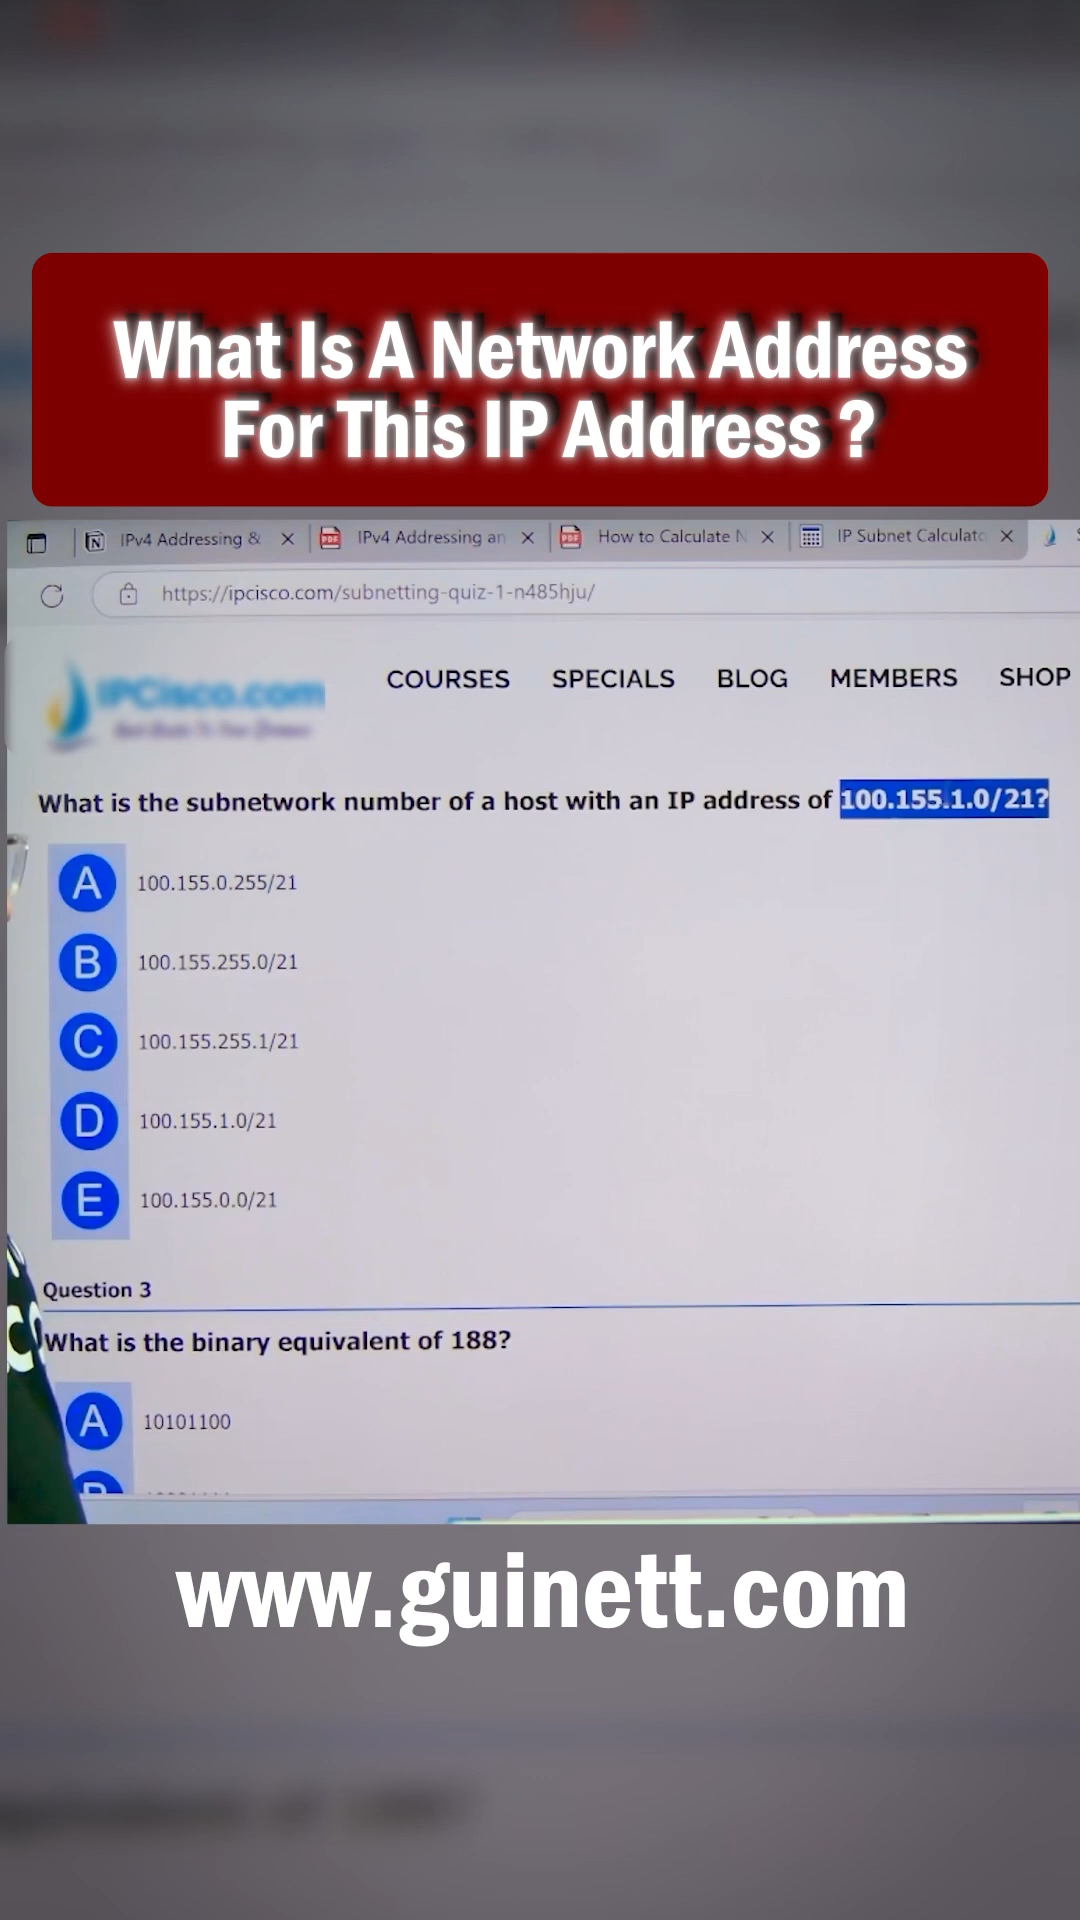 What Is A Network Address
For This IP Address ?
IPv4 Addressing &
IPv4 Addressing an
How to Calculate N
IP Subnet Calculato
https://ipcisco.com/subnetting-quiz-1-n485hju/
IPCisco.com
COURSES SPECIALS BLOG MEMBERS SHOP
What is the subnetwork number of a host with an IP address of 100.155.1.0/21?
A 100.155.0.255/21
B 100.155.255.0/21
C 100.155.255.1/21
D 100.155.1.0/21
E 100.155.0.0/21
Question 3
What is the binary equivalent of 188?
A 10101100
B
www.guinett.com